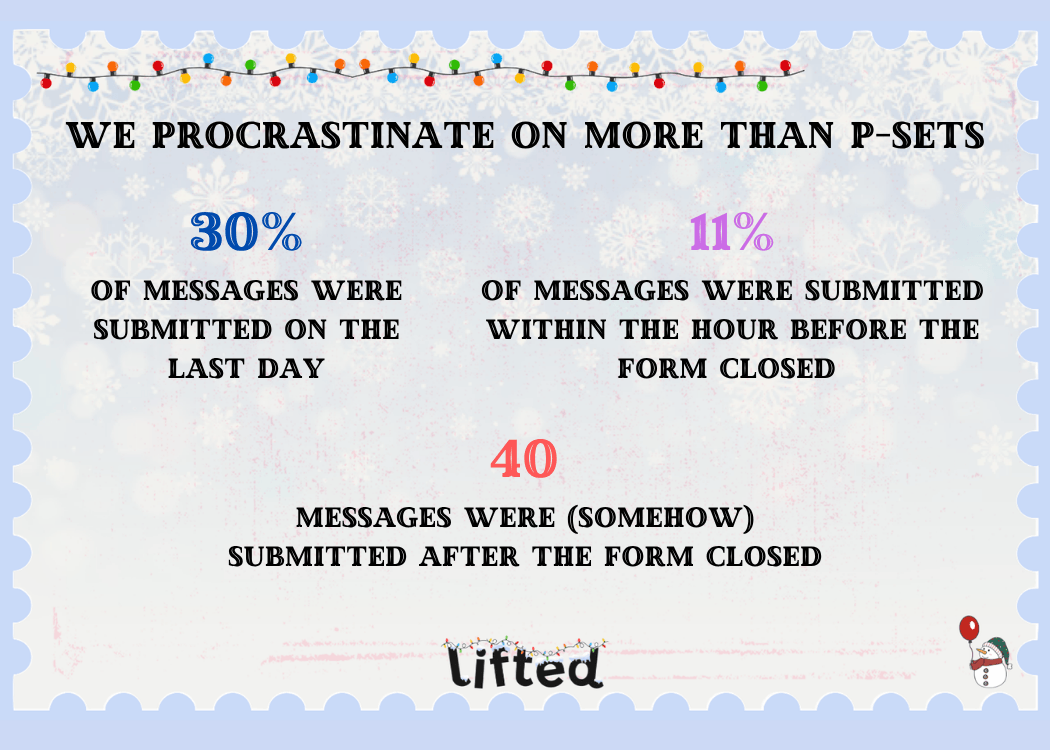 WE PROCRASTINATE ON MORE THAN P-SETS
30%
OF MESSAGES WERE
SUBMITTED ON THE
LAST DAY
11%
OF MESSAGES WERE SUBMITTED
WITHIN THE HOUR BEFORE THE
FORM CLOSED
40
MESSAGES WERE (SOMEHOW)
SUBMITTED AFTER THE FORM CLOSED
Lifted